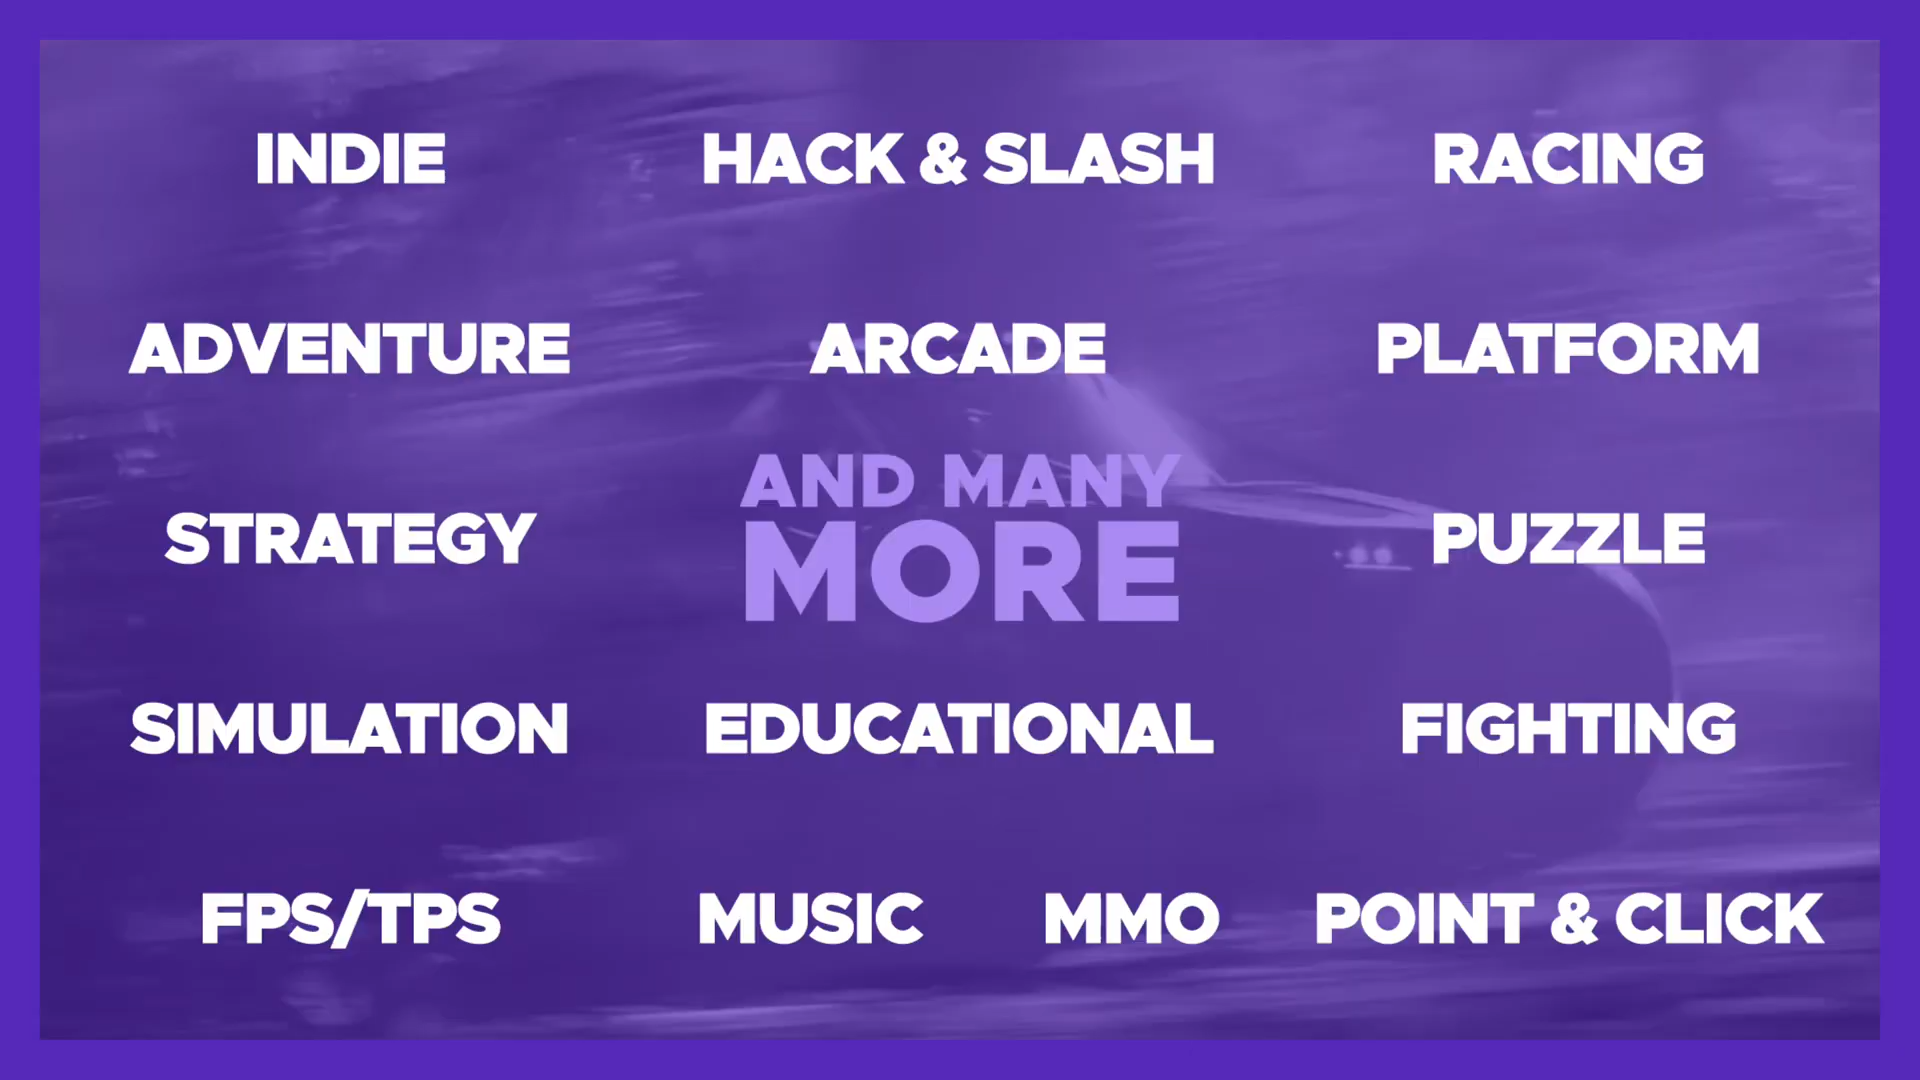 INDIE
HACK & SLASH
RACING
ADVENTURE
ARCADE
PLATFORM
STRATEGY
AND MANY
MORE
PUZZLE
SIMULATION
EDUCATIONAL
FIGHTING
FPS/TPS
MUSIC
MMO
POINT & CLICK